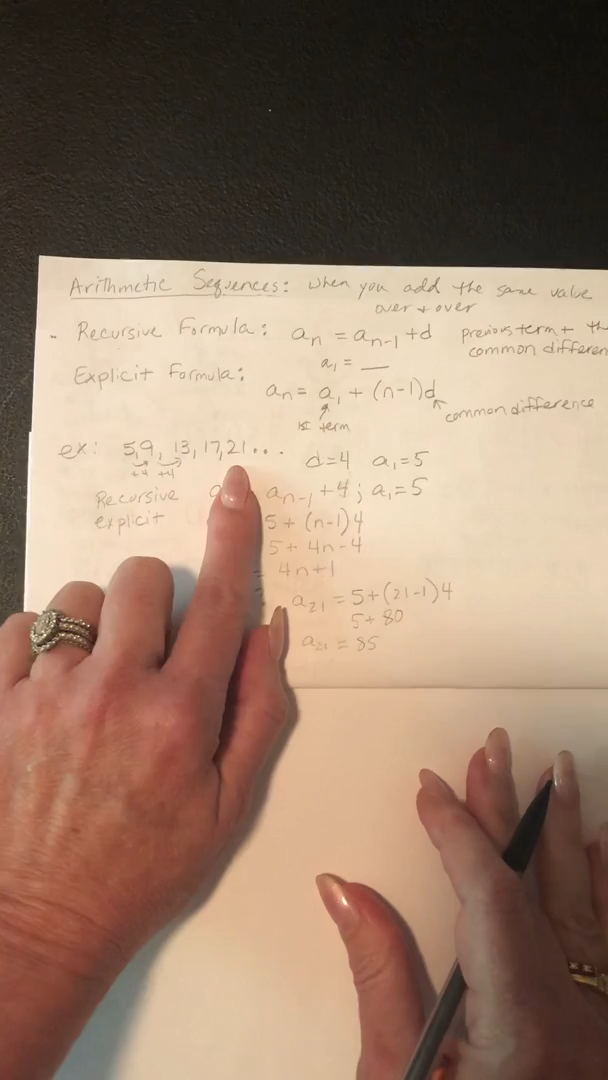 Arithmetic Sequences: when you add the same value
over + over
Recursive Formula: aₙ = aₙ₋₁ + d previous term + the
a₁ = __ common differen
Explicit Formula:
aₙ = a₁ + (n-1)d
1st term common difference
ex: 5,9, 13, 17,21... d=4 a₁=5
+4 +4
Recursive a aₙ₋₁ +4; a₁=5
explicit 5 + (n-1)4
5 + 4n-4
= 4n+1
a₂₁ = 5+(21-1)4
5+80
a₂₁ = 85